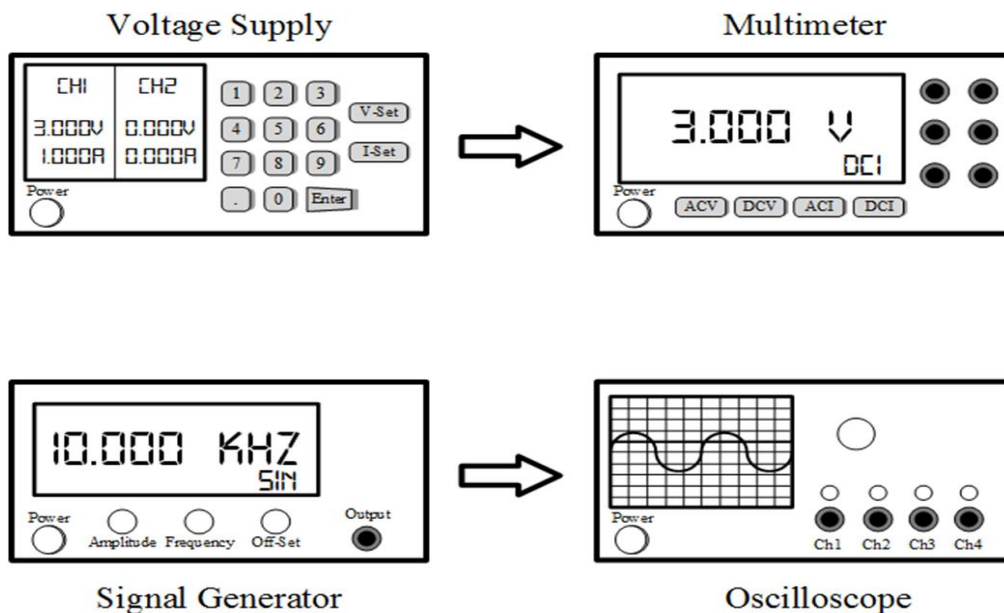 Voltage Supply
CH1 CH2
3.000V 0.000V
1.000A 0.000A
1 2 3
V-Set
4 5 6
I-Set
7 8 9
. 0 Enter
Power
Multimeter
3.000 V
DCI
Power
ACV DCV ACI DCI
10.000 KHZ
SIN
Power
Amplitude Frequency Off-Set
Output
Signal Generator
Power
Ch1 Ch2 Ch3 Ch4
Oscilloscope